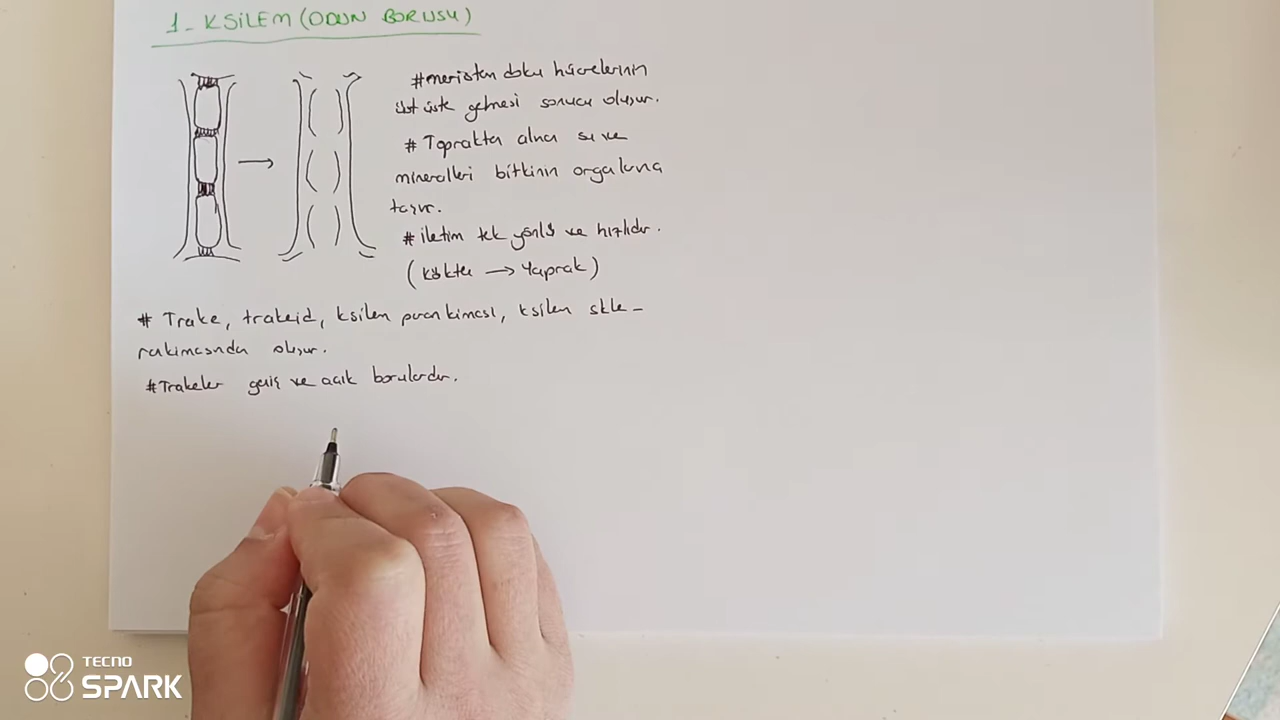 1- KSİLEM (ODUN BORUSU)
#meristem doku hücrelerinin
üst üste gelmesi sonucu oluşur.
# Topraktan alınan su ve
mineralleri bitkinin organlarına
taşır.
# iletim tek yönlü ve hızlıdır.
(Kökten → Yaprak)
# Trake, trakeid, ksilem parankiması, ksilem skle-
rankimasından oluşur.
#Trakeler geniş ve açık borulardır.
TECNO
SPARK